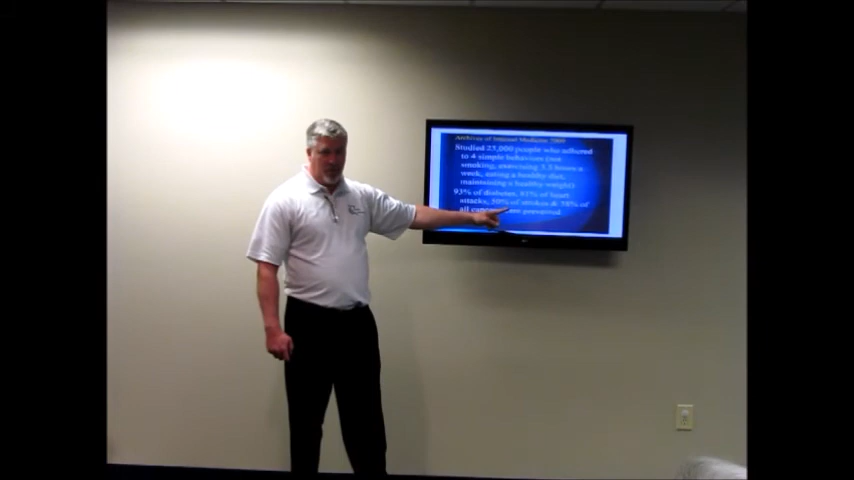 Archives of Internal Medicine 2009
Studied 23,000 people who adhered
to 4 simple behaviors (not
smoking, exercising 3.5 hours a
week, eating a healthy diet,
maintaining a healthy weight)
93% of diabetes, 81% of heart
attacks, 50% of strokes &
all prevented